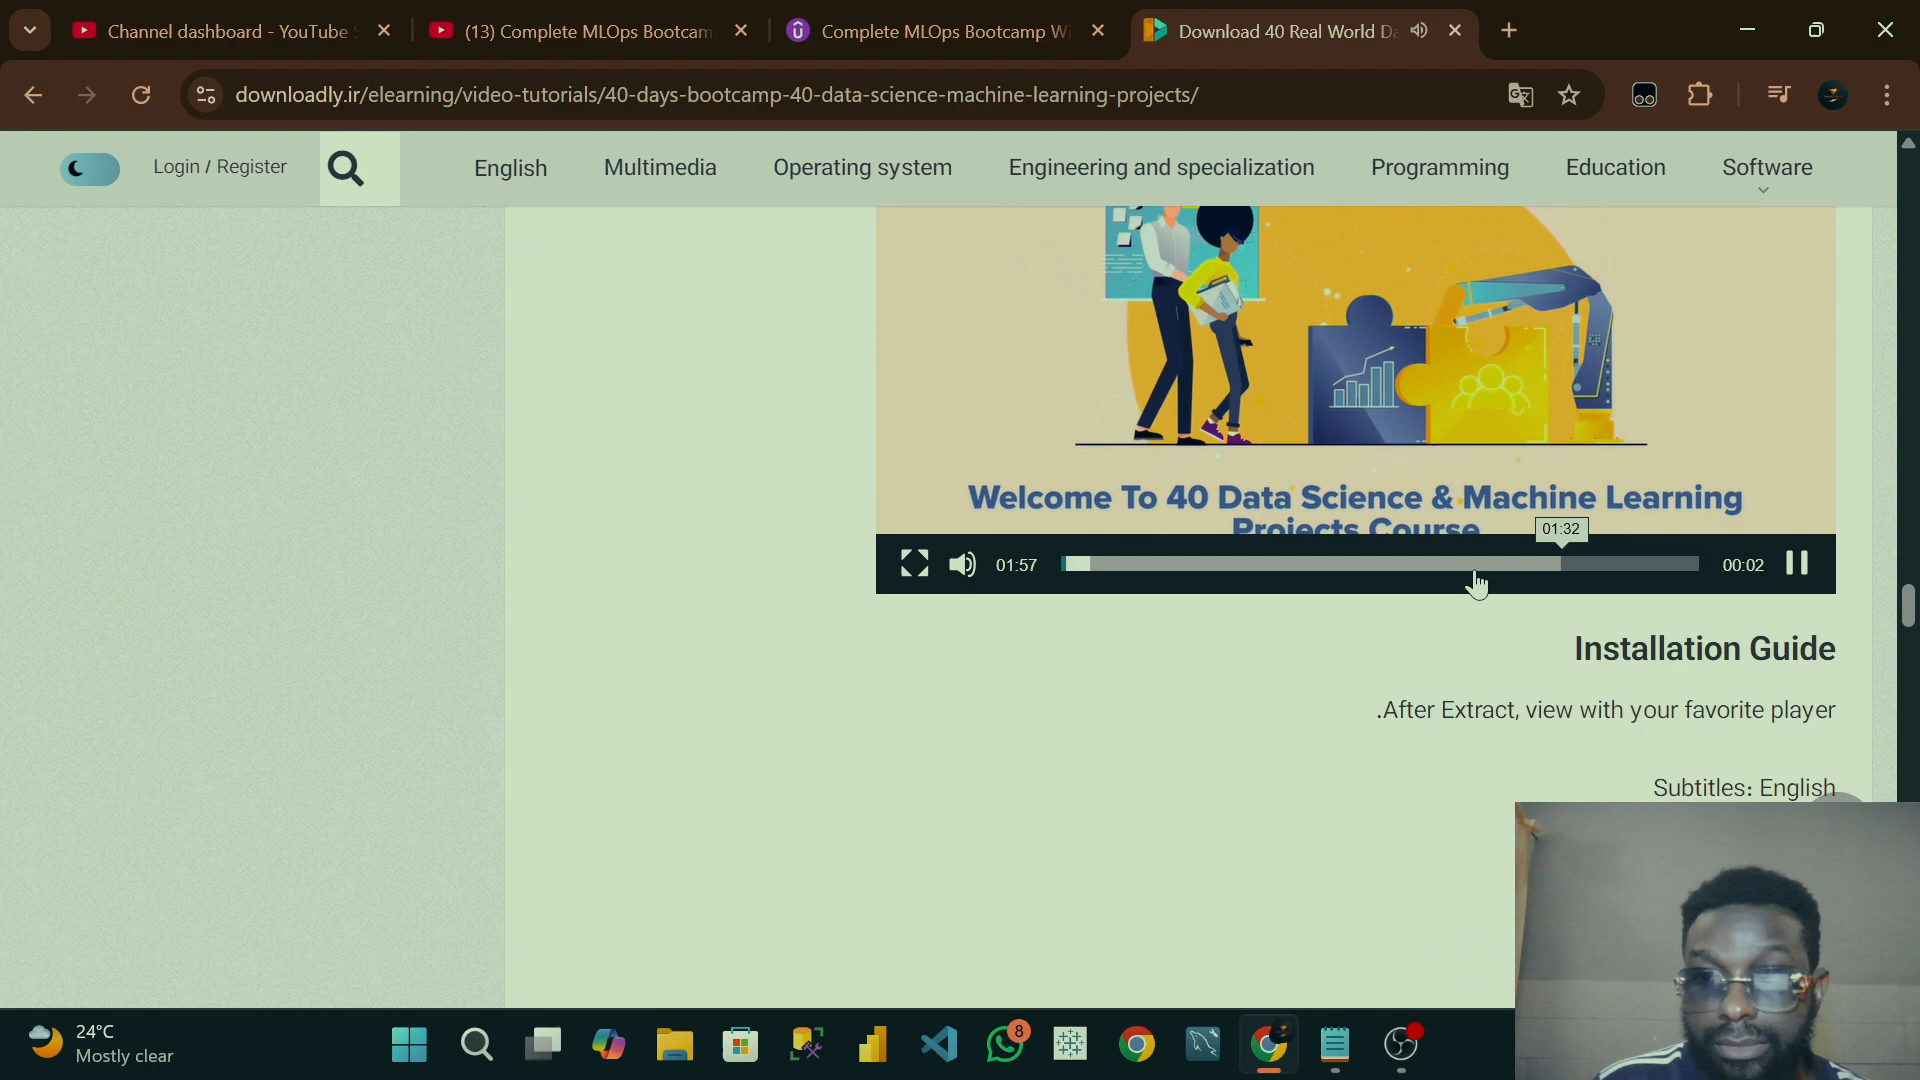 Channel dashboard - YouTube S
(13) Complete MLOps Bootcam
Complete MLOps Bootcamp Wi
Download 40 Real World Da
downloadly.ir/elearning/video-tutorials/40-days-bootcamp-40-data-science-machine-learning-projects/
Login / Register
English
Multimedia
Operating system
Engineering and specialization
Programming
Education
Software
Welcome To 40 Data Science & Machine Learning
Projects Course
01:32
01:57
00:02
Installation Guide
.After Extract, view with your favorite player
Subtitles: English
24°C
Mostly clear
8